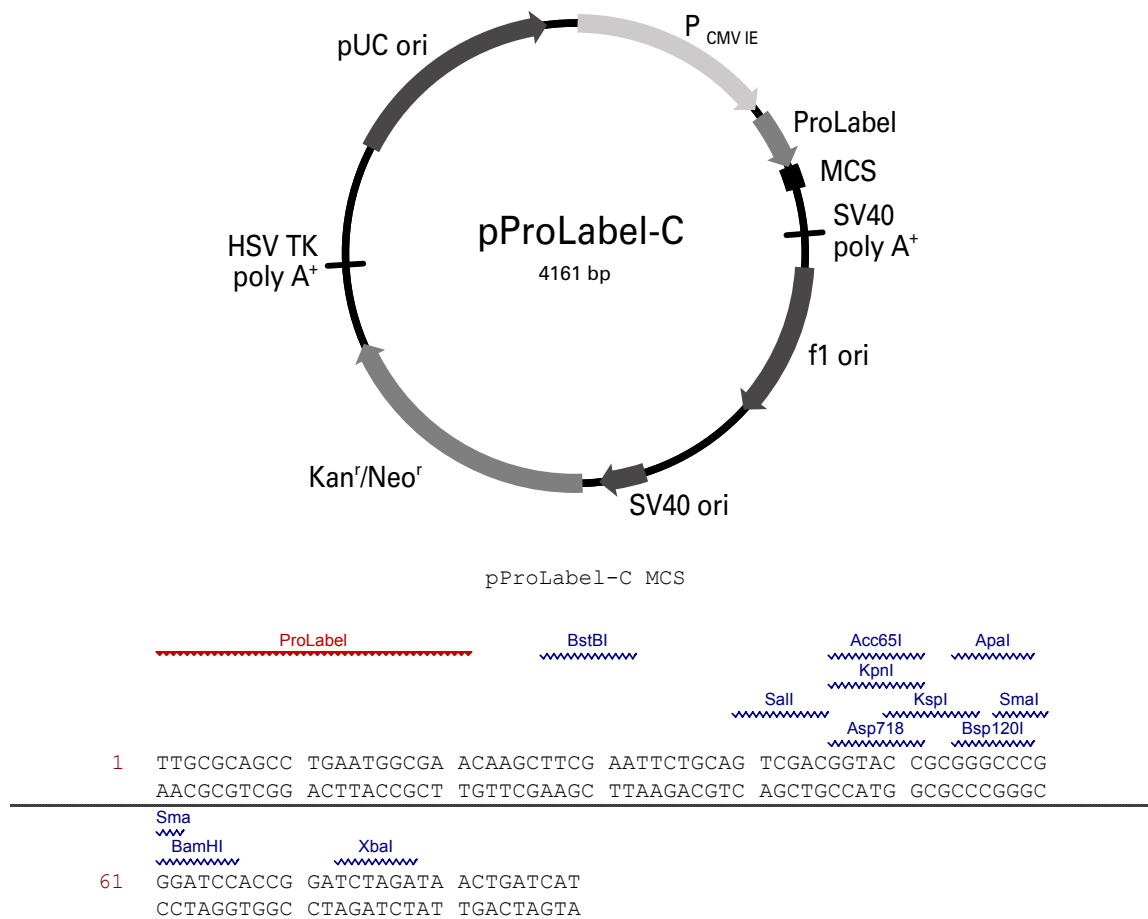 pUC ori
P CMV IE
ProLabel
MCS
SV40
poly A+
f1 ori
SV40 ori
Kanr/Neor
HSV TK
poly A+
pProLabel-C
4161 bp
pProLabel-C MCS
ProLabel BstBI Acc65I ApaI
KpnI
SalI KspI SmaI
Asp718 Bsp120I
1 TTGCGCAGCC TGAATGGCGA ACAAGCTTCG AATTCTGCAG TCGACGGTAC CGCGGGCCCG
AACGCGTCGG ACTTACCGCT TGTTCGAAGC TTAAGACGTC AGCTGCCATG GCGCCCGGGC
Sma
BamHI XbaI
61 GGATCCACCG GATCTAGATA ACTGATCAT
CCTAGGTGGC CTAGATCTAT TGACTAGTA